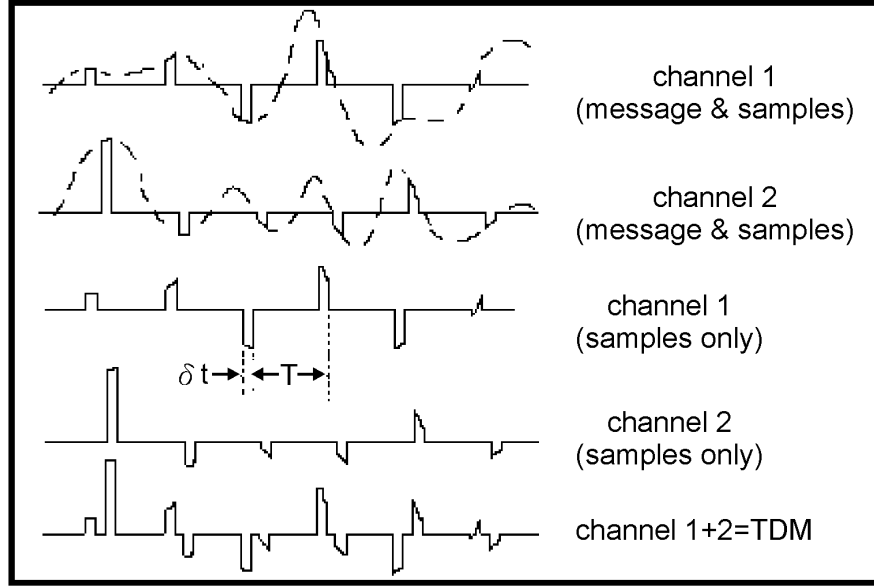 channel 1
(message & samples)
channel 2
(message & samples)
channel 1
(samples only)
δ t
T
channel 2
(samples only)
channel 1+2=TDM